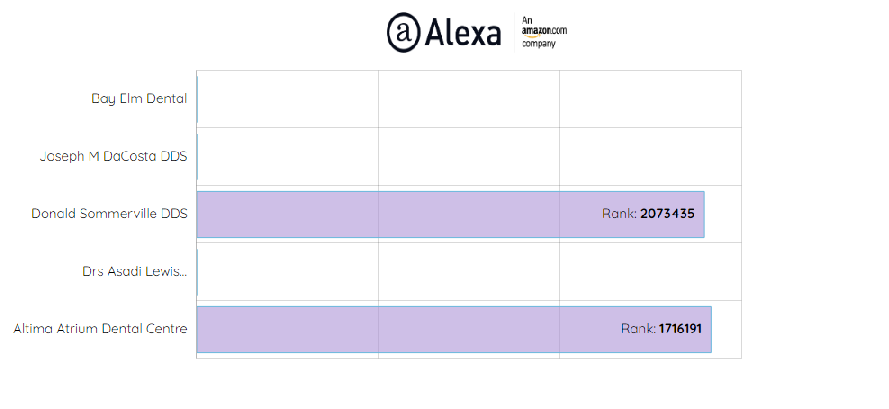 Alexa
An
amazon.com
company
Bay Elm Dental
Joseph M DaCosta DDS
Donald Sommerville DDS
Rank: 2073435
Drs Asadi Lewis...
Altima Atrium Dental Centre
Rank: 1716191